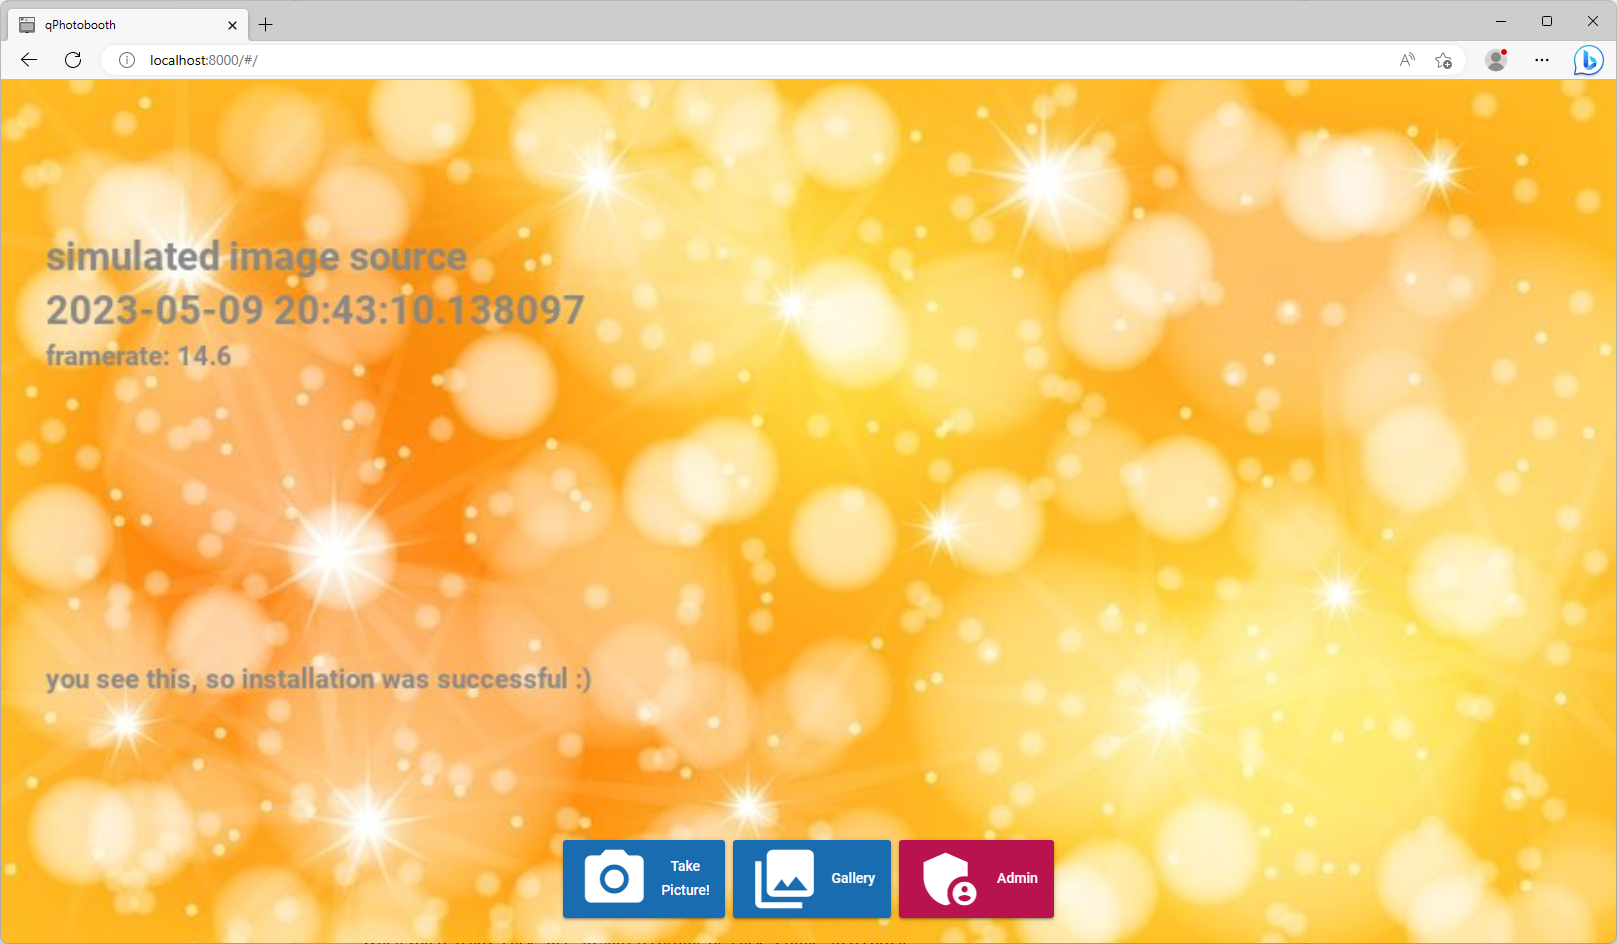 qPhotobooth
localhost:8000/#/
simulated image source
2023-05-09 20:43:10.138097
framerate: 14.6
you see this, so installation was successful :)
Take
Picture!
Gallery
Admin